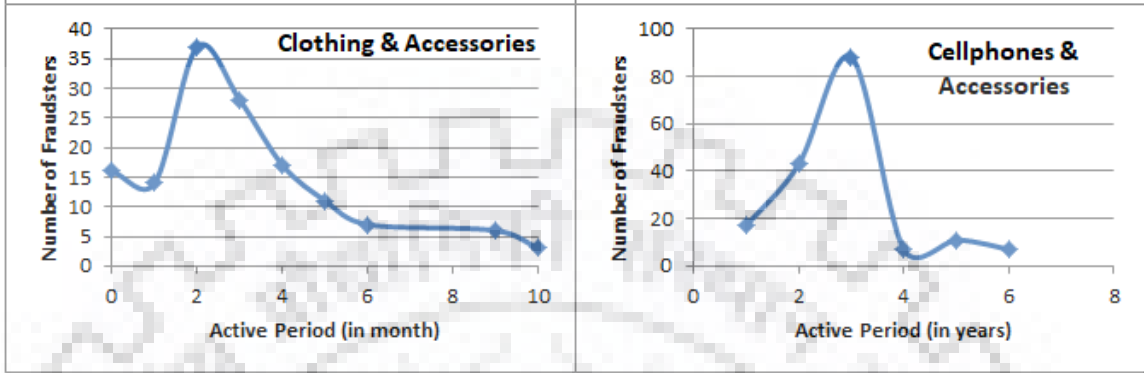 Clothing & Accessories
Number of Fraudsters
40
35
30
25
20
15
10
5
0
0 2 4 6 8 10
Active Period (in month)
Cellphones &
Accessories
Number of Fraudsters
100
80
60
40
20
0
0 2 4 6 8
Active Period (in years)